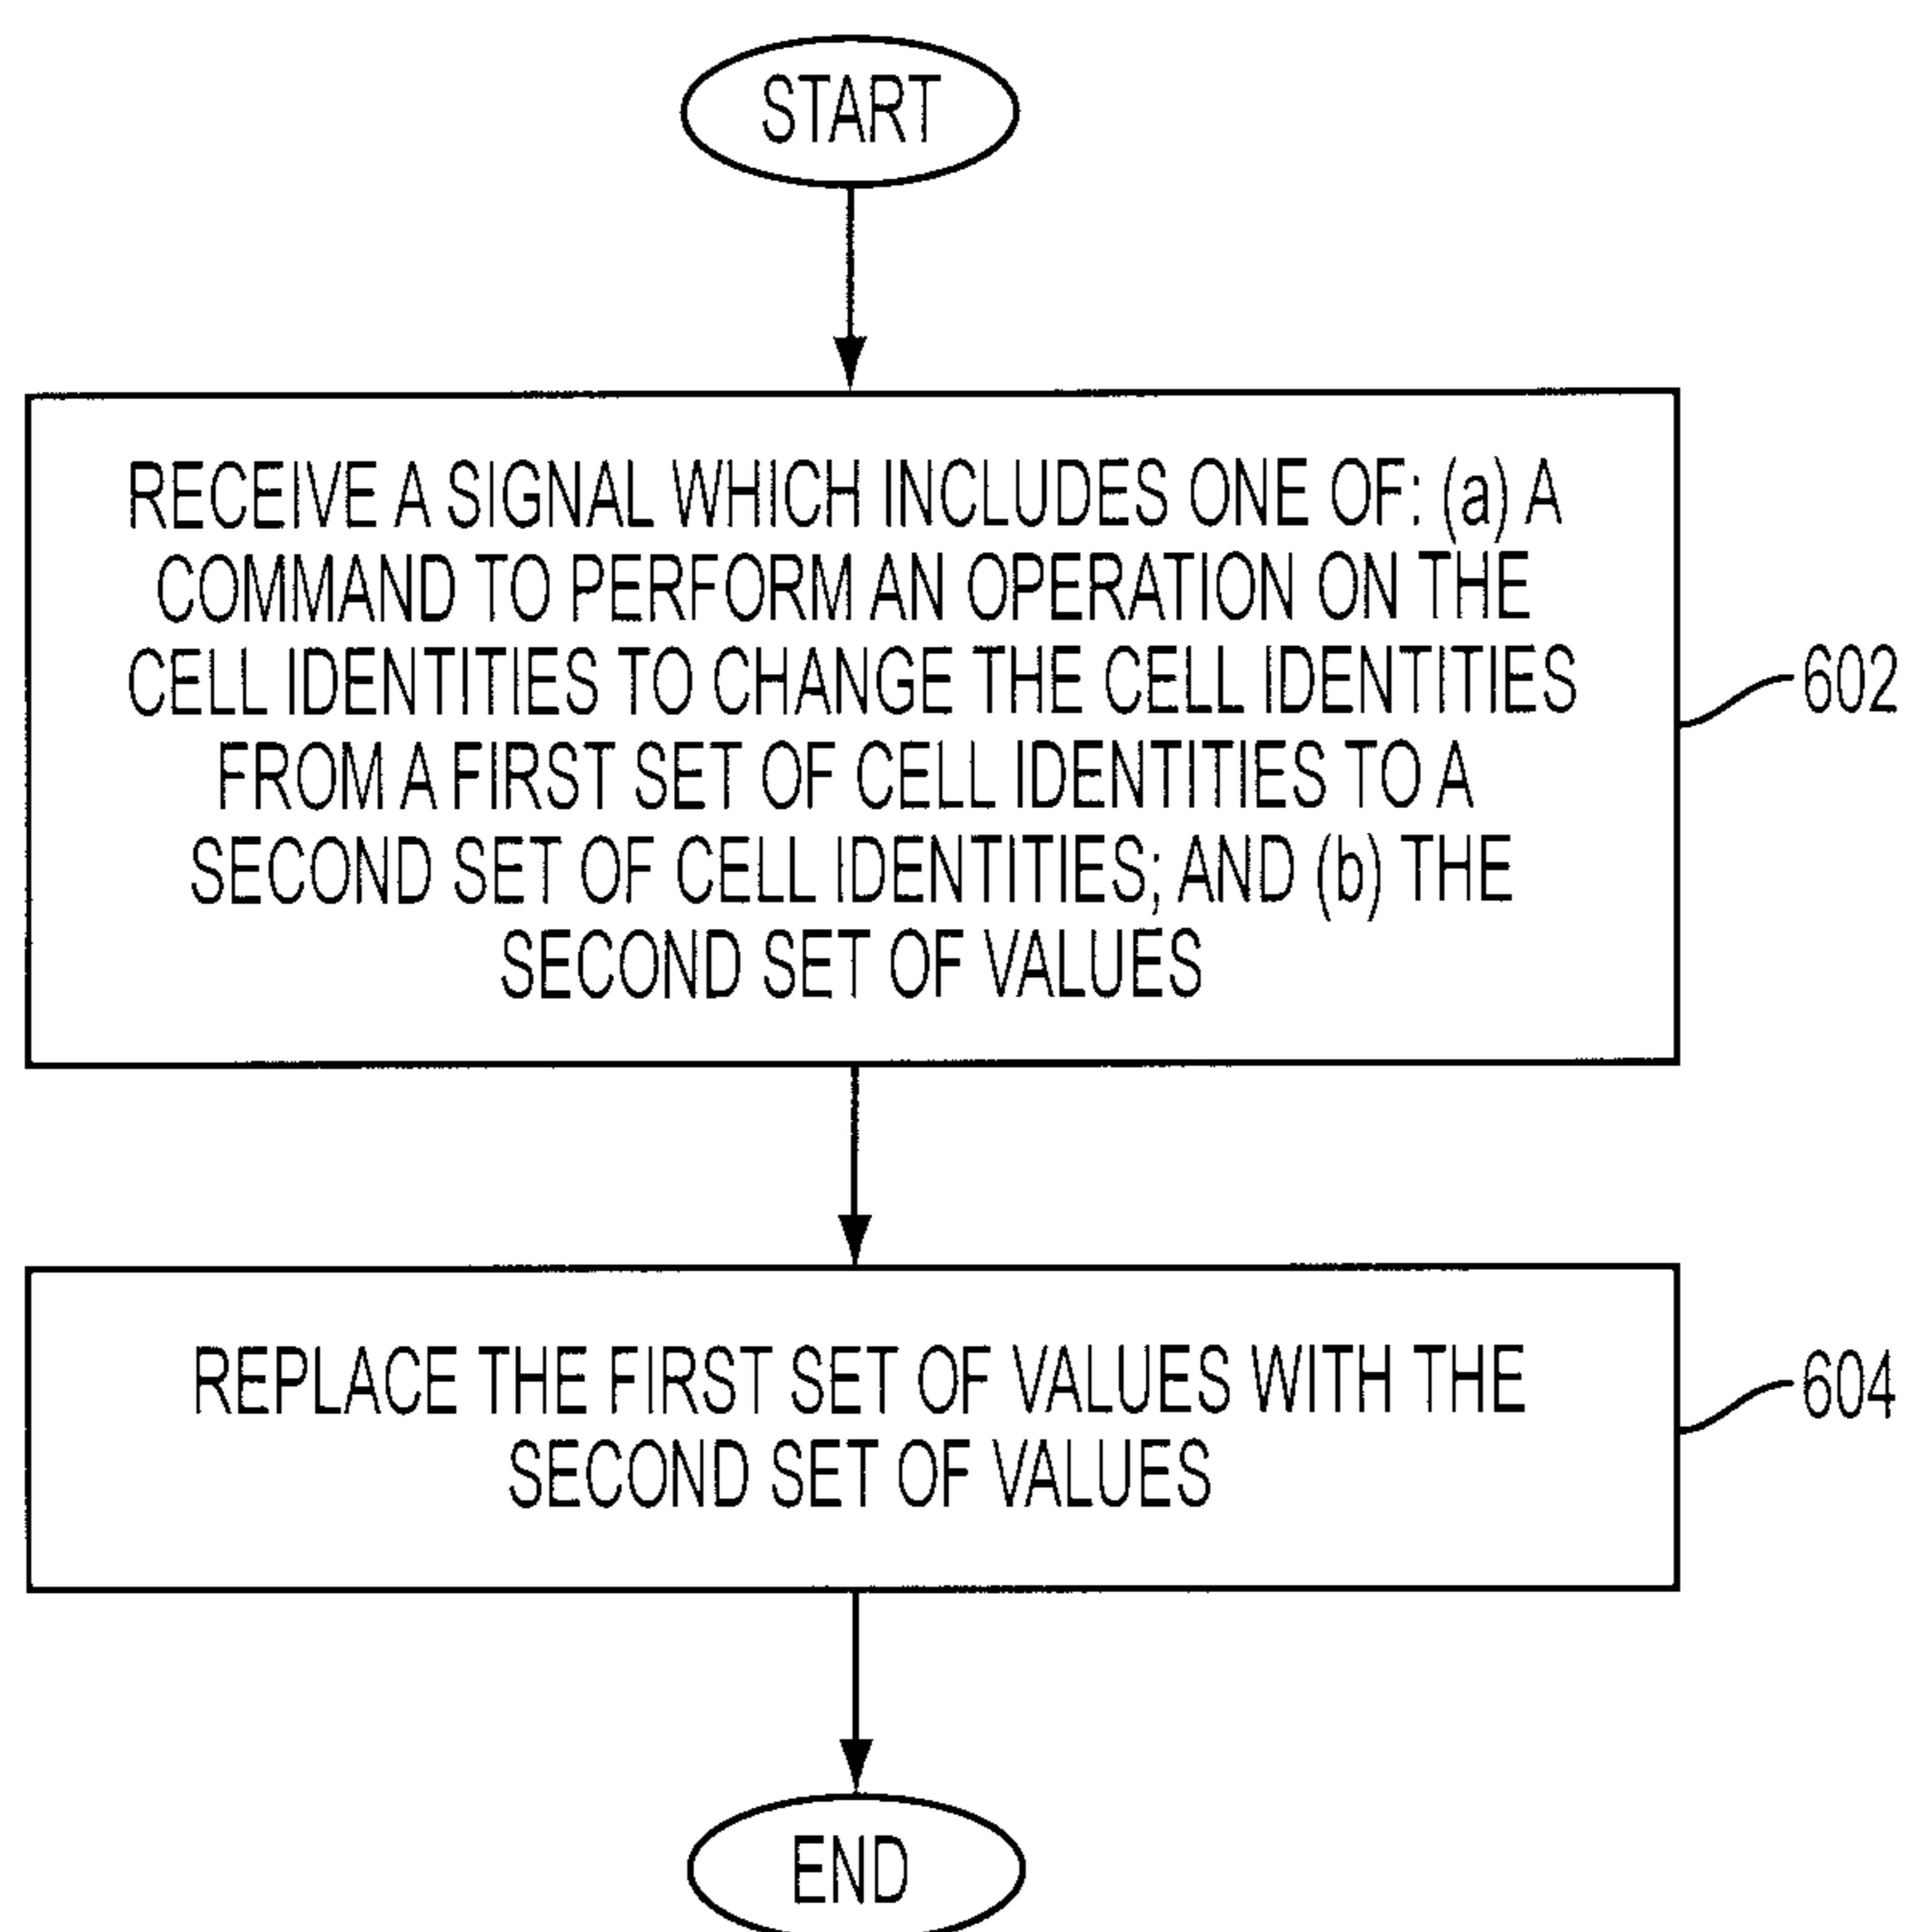 START
RECEIVE A SIGNAL WHICH INCLUDES ONE OF: (a) A
COMMAND TO PERFORM AN OPERATION ON THE
CELL IDENTITIES TO CHANGE THE CELL IDENTITIES
FROM A FIRST SET OF CELL IDENTITIES TO A
SECOND SET OF CELL IDENTITIES; AND (b) THE
SECOND SET OF VALUES
602
REPLACE THE FIRST SET OF VALUES WITH THE
SECOND SET OF VALUES
604
END